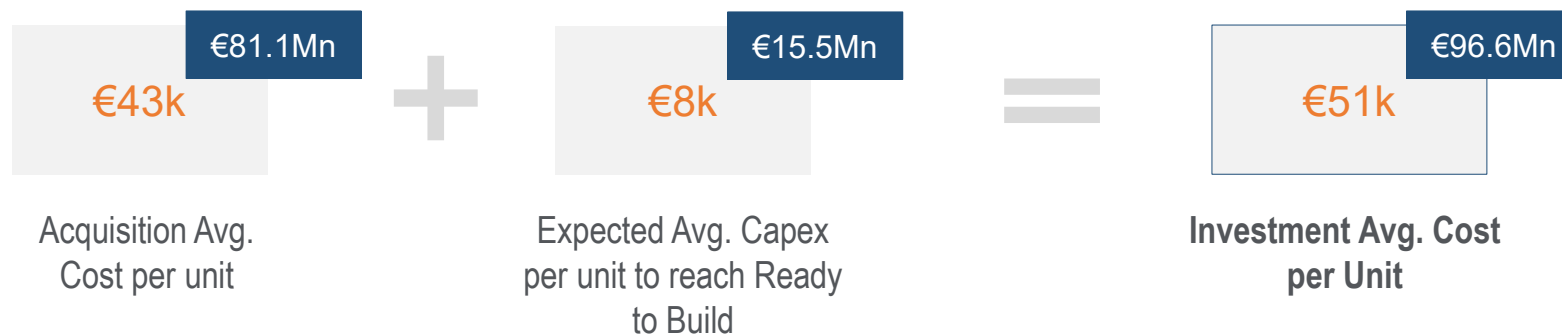 €81.1Mn
€43k
Acquisition Avg.
Cost per unit
+
€15.5Mn
€8k
Expected Avg. Capex
per unit to reach Ready
to Build
=
€96.6Mn
€51k
Investment Avg. Cost
per Unit